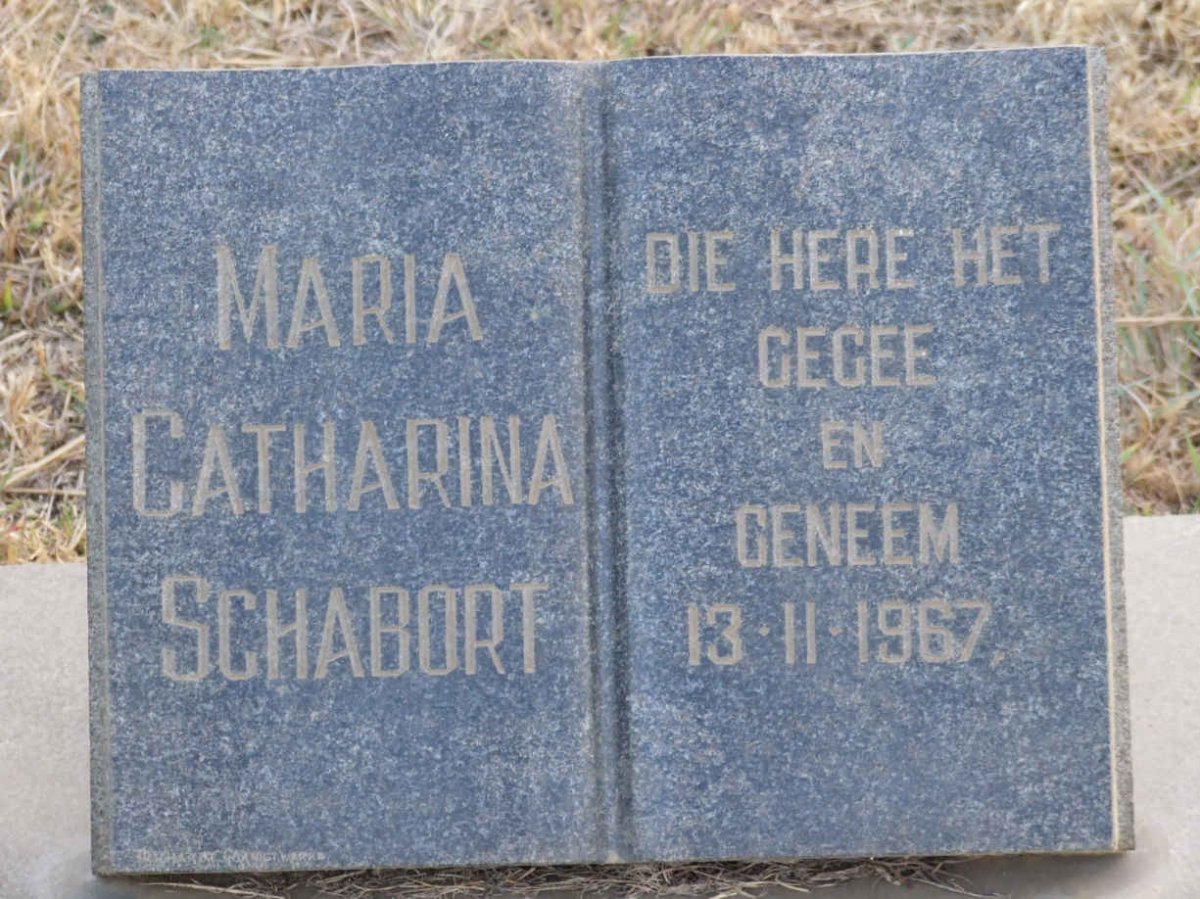 MARIA
CATHARINA
SCHABORT
DIE HERE HET
GEGEE
EN
GENEEM
13·11·1967.